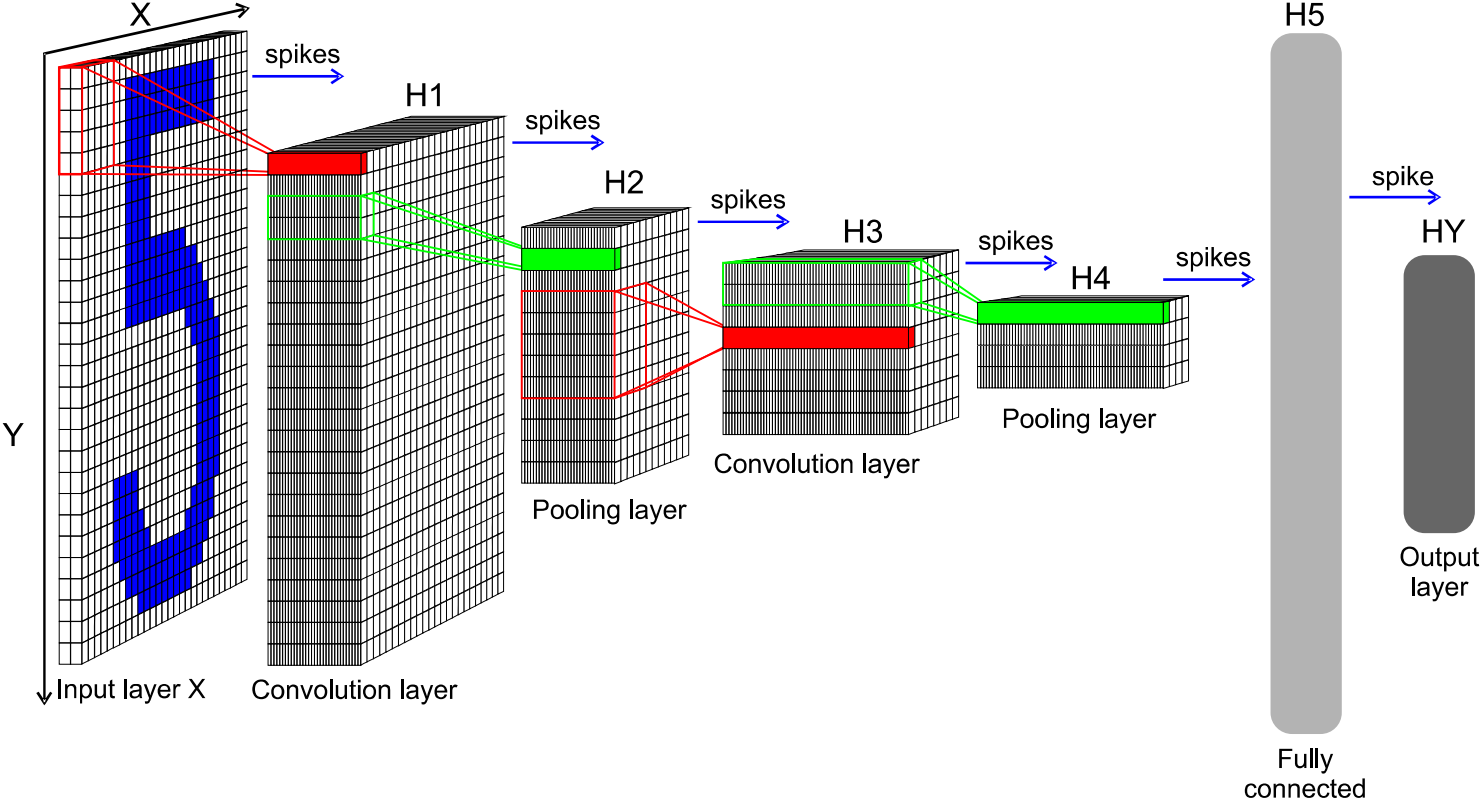 X
H5
spikes
H1
spikes
spike
H2
spikes
HY
H3
spikes
spikes
H4
Y
Pooling layer
Convolution layer
Pooling layer
Output
layer
Input layer X
Convolution layer
Fully
connected